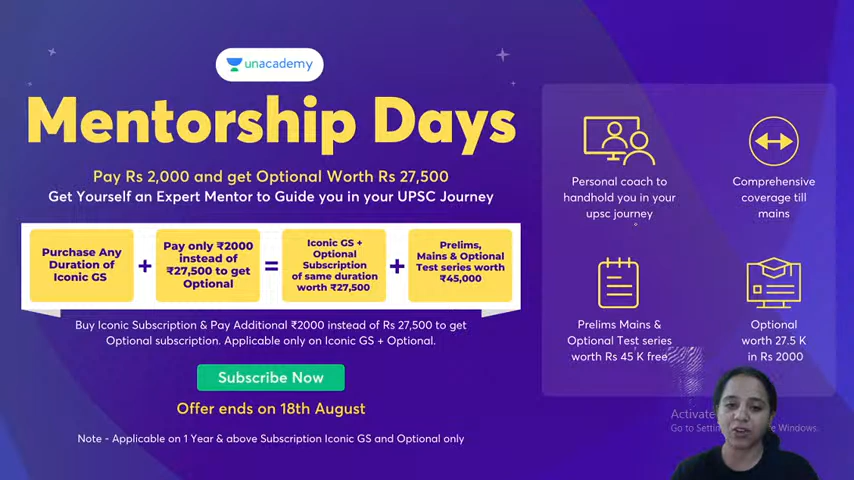 unacademy
Mentorship Days
Pay Rs 2,000 and get Optional Worth Rs 27,500
Get Yourself an Expert Mentor to Guide you in your UPSC Journey
Purchase Any
Duration of
Iconic GS
+
Pay only ₹2000
instead of
₹27,500 to get
Optional
=
Iconic GS +
Optional
Subscription
of same duration
worth ₹27,500
+
Prelims,
Mains & Optional
Test series worth
₹45,000
Buy Iconic Subscription & Pay Additional ₹2000 instead of Rs 27,500 to get
Optional subscription. Applicable only on Iconic GS + Optional.
Subscribe Now
Offer ends on 18th August
Note - Applicable on 1 Year & above Subscription Iconic GS and Optional only
Personal coach to
handhold you in your
upsc journey
Comprehensive
coverage till
mains
Prelims Mains &
Optional Test series
worth Rs 45 K free
Optional
worth 27.5 K
in Rs 2000
Activate
Go to Windows.